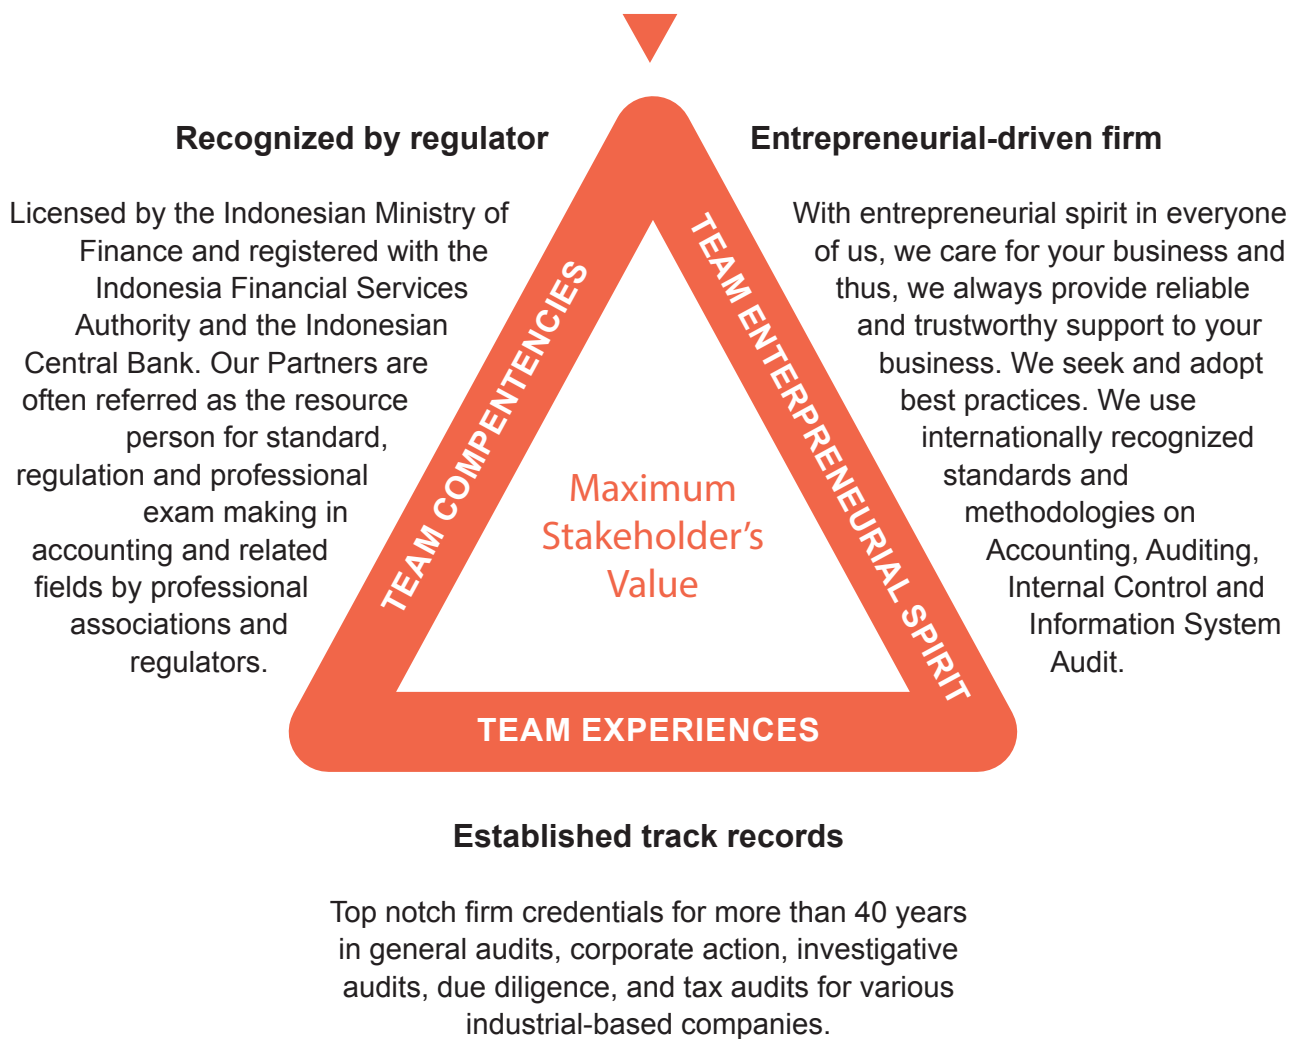 Recognized by regulator
Licensed by the Indonesian Ministry of
Finance and registered with the
Indonesia Financial Services
Authority and the Indonesian
Central Bank. Our Partners are
often referred as the resource
person for standard,
regulation and professional
exam making in
accounting and related
fields by professional
associations and
regulators.
Entrepreneurial-driven firm
With entrepreneurial spirit in everyone
of us, we care for your business and
thus, we always provide reliable
and trustworthy support to your
business. We seek and adopt
best practices. We use
internationally recognized
standards and
methodologies on
Accounting, Auditing,
Internal Control and
Information System
Audit.
TEAM COMPENTENCIES
TEAM ENTERPRENEURIAL SPIRIT
Maximum
Stakeholder’s
Value
TEAM EXPERIENCES
Established track records
Top notch firm credentials for more than 40 years
in general audits, corporate action, investigative
audits, due diligence, and tax audits for various
industrial-based companies.